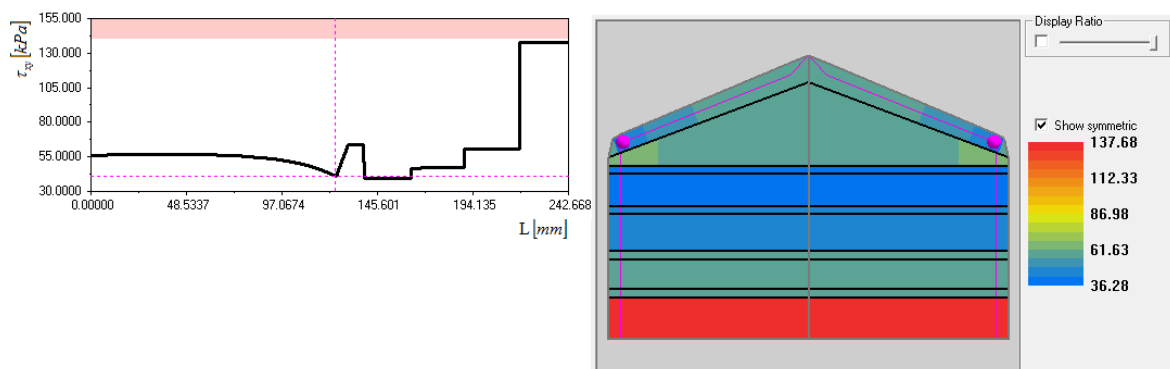 155.000
130.000
105.000
80.0000
55.0000
30.0000
τxy [kPa]
0.00000 48.5337 97.0674 145.601 194.135 242.668
L [mm]
Display Ratio
Show symmetric
137.68
112.33
86.98
61.63
36.28